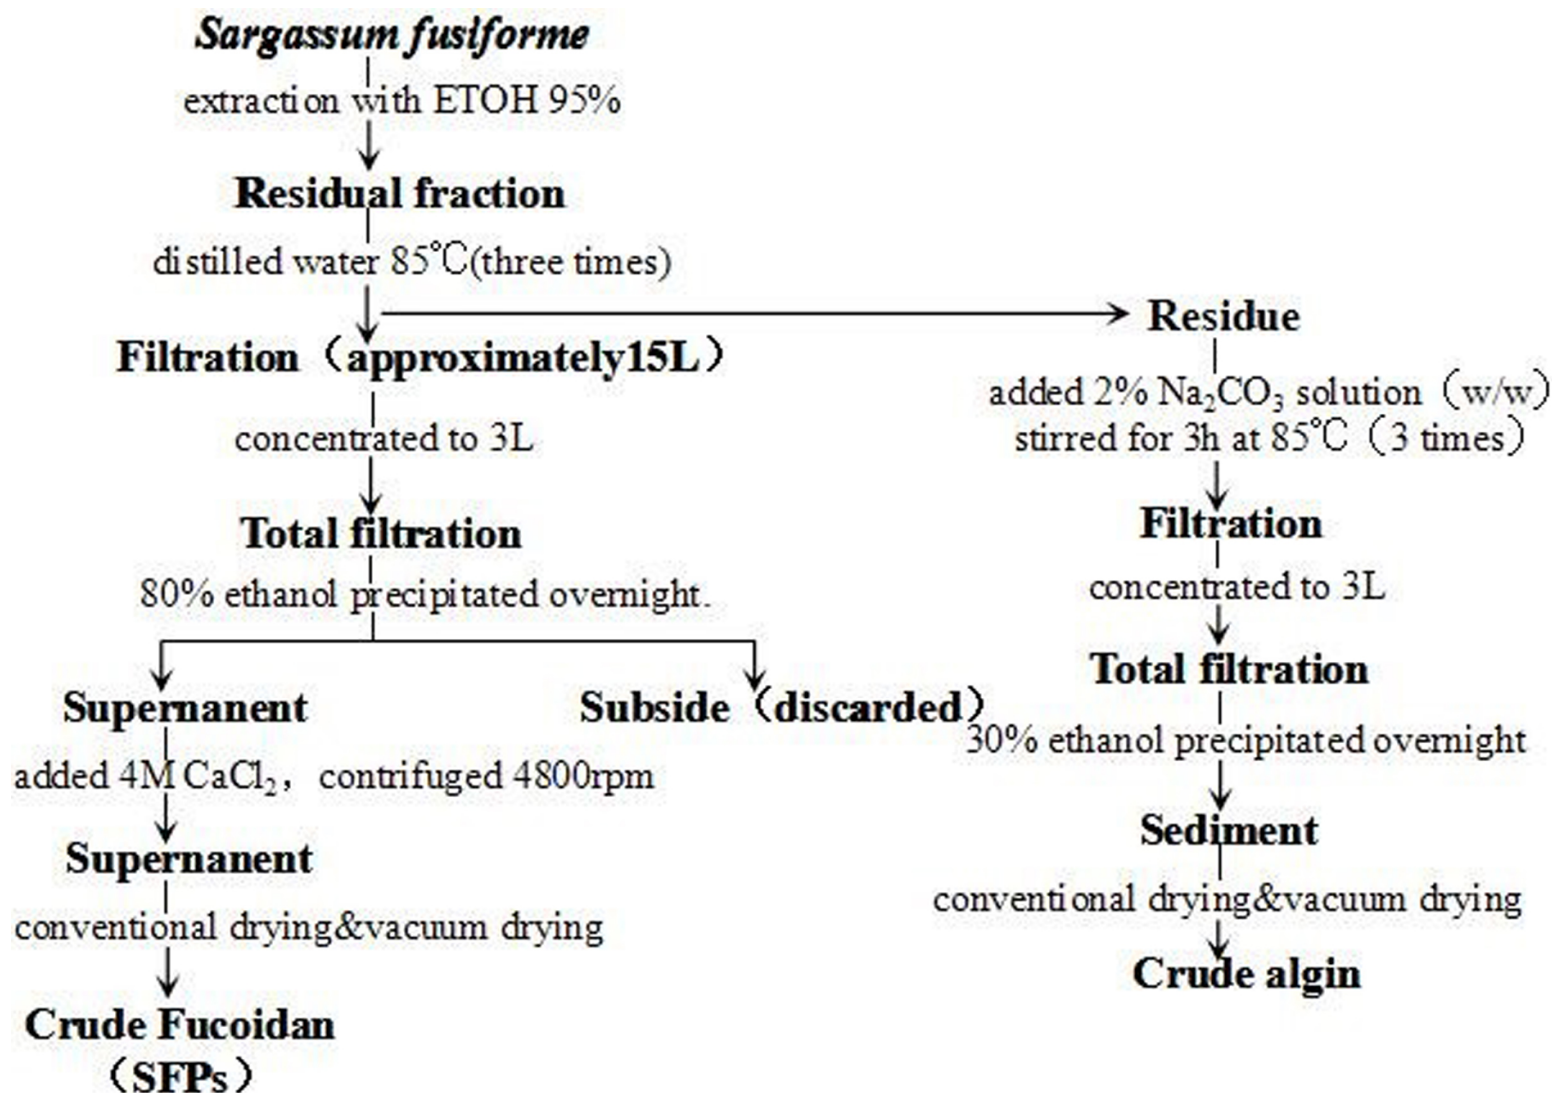 Sargassum fusiforme
extraction with ETOH 95%
Residual fraction
distilled water 85℃(three times)
Filtration（approximately15L）
concentrated to 3L
Total filtration
80% ethanol precipitated overnight.
Supernanent
Subside（discarded）
added 4M CaCl₂，contrifuged 4800rpm
Supernanent
conventional drying&vacuum drying
Crude Fucoidan
（SFPs）
Residue
added 2% Na₂CO₃ solution（w/w）
stirred for 3h at 85℃（3 times）
Filtration
concentrated to 3L
Total filtration
30% ethanol precipitated overnight
Sediment
conventional drying&vacuum drying
Crude algin